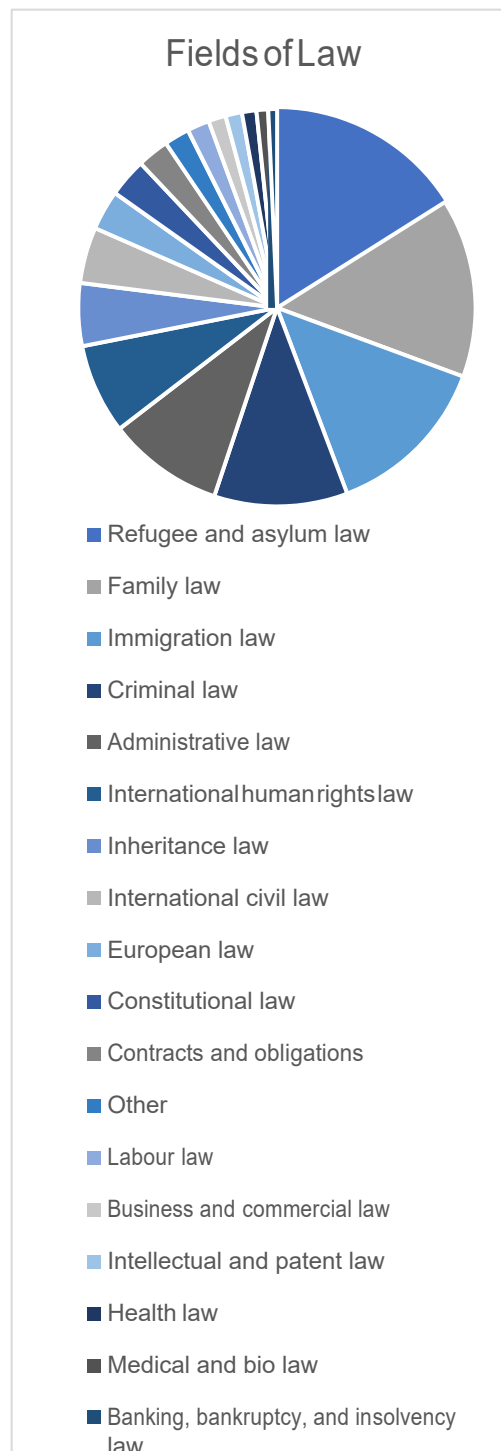 Fields of Law
Refugee and asylum law
Family law
Immigration law
Criminal law
Administrative law
International human rights law
Inheritance law
International civil law
European law
Constitutional law
Contracts and obligations
Other
Labour law
Business and commercial law
Intellectual and patent law
Health law
Medical and bio law
Banking, bankruptcy, and insolvency
law